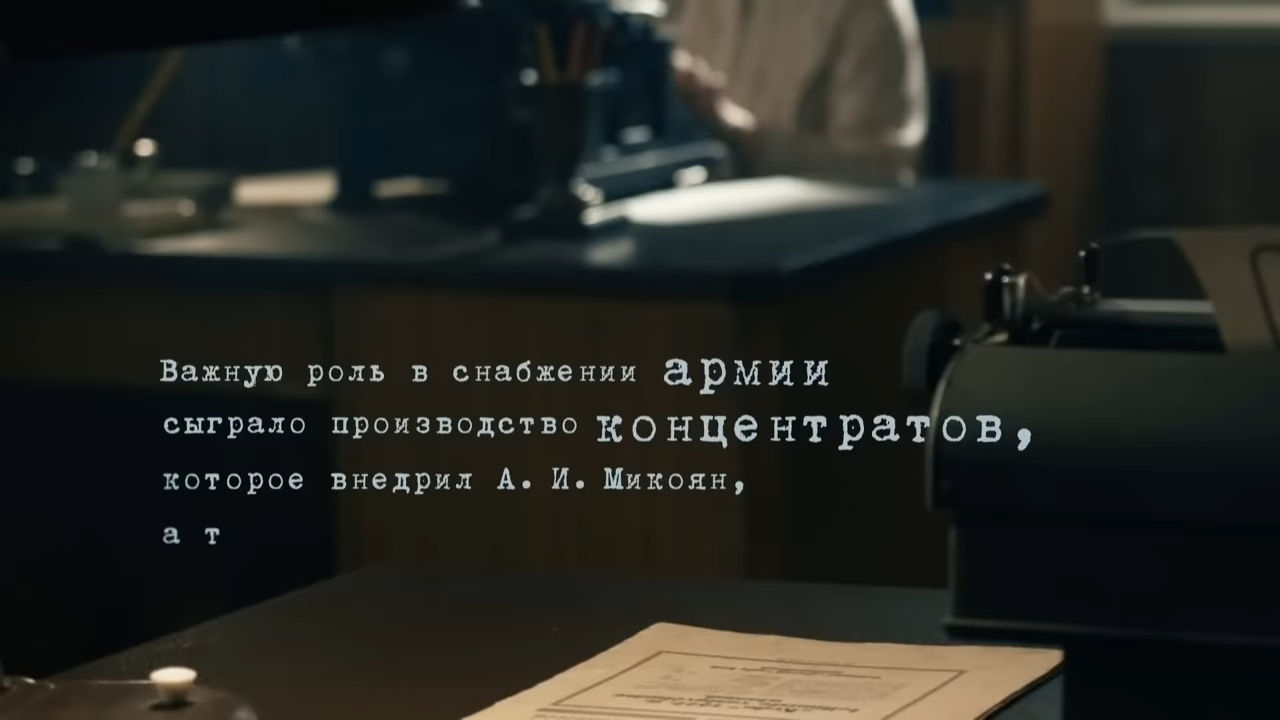 Важную роль в снабжении армии
сыграло производство концентратов,
которое внедрил А. И. Микоян,
а т